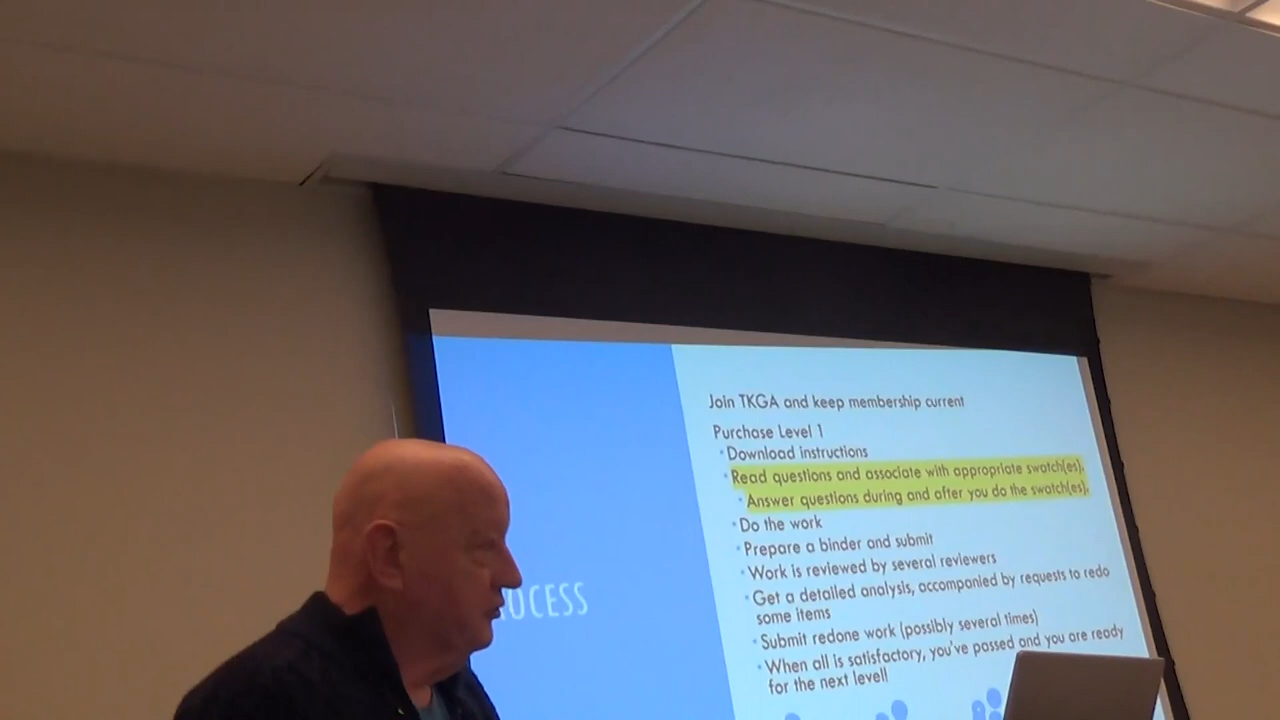 OCESS
Join TKGA and keep membership current
Purchase Level 1
• Download instructions
• Read questions and associate with appropriate swatch(es).
• Answer questions during and after you do the swatch(es).
• Do the work
• Prepare a binder and submit
• Work is reviewed by several reviewers
• Get a detailed analysis, accompanied by requests to redo
some items
• Submit redone work (possibly several times)
• When all is satisfactory, you've passed and you are ready
for the next level!